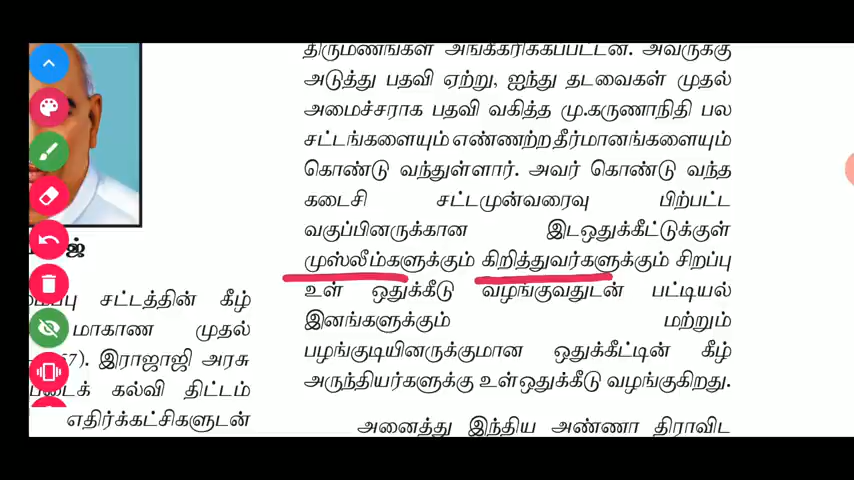 ாஜ்
சட்டத்தின் கீழ்
மாகாண முதல்
67). இராஜாஜி அரசு
கல்வி திட்டம்
எதிர்க்கட்சிகளுடன்
திருமணங்கள் அங்கீகரிக்கப்பட்டன. அவருக்கு
அடுத்து பதவி ஏற்று, ஐந்து தடவைகள் முதல்
அமைச்சராக பதவி வகித்த மு.கருணாநிதி பல
சட்டங்களையும் எண்ணற்ற தீர்மானங்களையும்
கொண்டு வந்துள்ளார். அவர் கொண்டு வந்த
கடைசி சட்டமுன்வரைவு பிற்பட்ட
வகுப்பினருக்கான இடஒதுக்கீட்டுக்குள்
முஸ்லீம்களுக்கும் கிறித்துவர்களுக்கும் சிறப்பு
உள் ஒதுக்கீடு வழங்குவதுடன் பட்டியல்
இனங்களுக்கும் மற்றும்
பழங்குடியினருக்குமான ஒதுக்கீட்டின் கீழ்
அருந்தியர்களுக்கு உள்ஒதுக்கீடு வழங்குகிறது.
அனைத்து இந்திய அண்ணா திராவிட